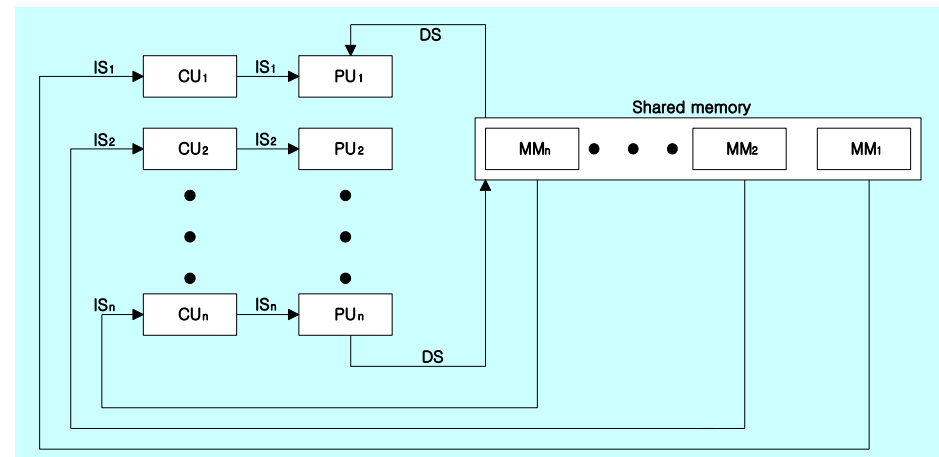 DS
IS1 CU1 IS1 PU1
Shared memory
IS2 CU2 IS2 PU2
MMn MM2 MM1
ISn CUn ISn PUn
DS